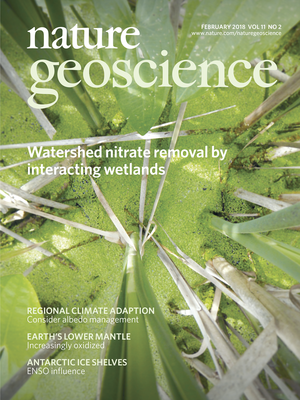 nature
geoscience
FEBRUARY 2018 VOL 11 NO 2
www.nature.com/naturegeoscience
Watershed nitrate removal by
interacting wetlands
REGIONAL CLIMATE ADAPTION
Consider albedo management
EARTH'S LOWER MANTLE
Increasingly oxidized
ANTARCTIC ICE SHELVES
ENSO influence